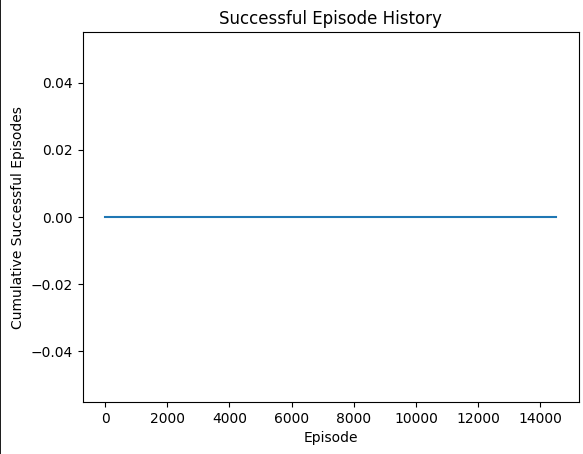 Successful Episode History
Cumulative Successful Episodes
0.04
0.02
0.00
−0.02
−0.04
0 2000 4000 6000 8000 10000 12000 14000
Episode